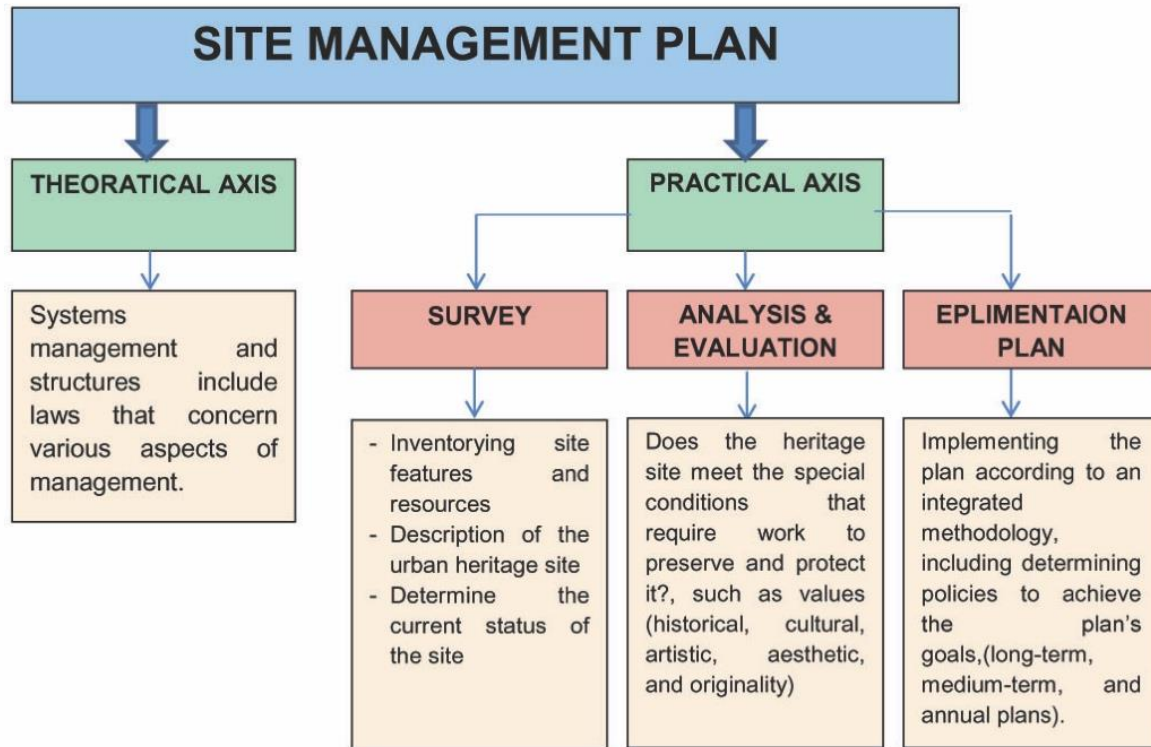 SITE MANAGEMENT PLAN
THEORATICAL AXIS
Systems
management and
structures include
laws that concern
various aspects of
management.
PRACTICAL AXIS
SURVEY
- Inventorying site
features and
resources
- Description of the
urban heritage site
- Determine the
current status of
the site
ANALYSIS &
EVALUATION
Does the heritage
site meet the special
conditions that
require work to
preserve and protect
it?, such as values
(historical, cultural,
artistic, aesthetic,
and originality)
EPLIMENTAION
PLAN
Implementing the
plan according to an
integrated
methodology,
including determining
policies to achieve
the plan's
goals,(long-term,
medium-term, and
annual plans).